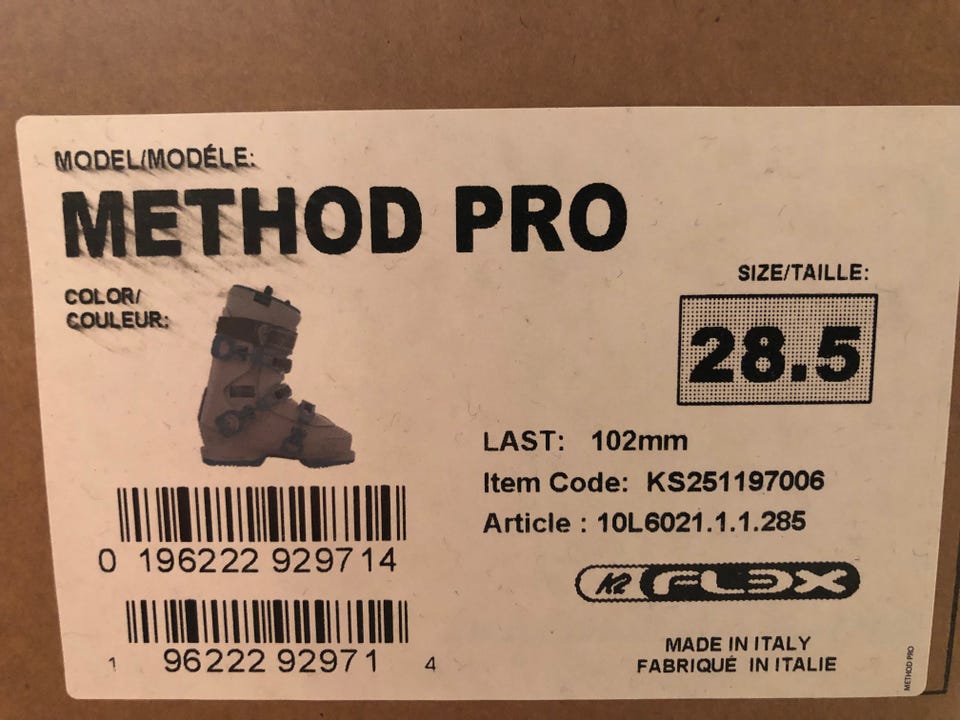 MODEL/MODÉLE:
METHOD PRO
COLOR/
COULEUR:
SIZE/TAILLE:
28.5
LAST: 102mm
Item Code: KS251197006
Article : 10L6021.1.1.285
0 196222 929714
1 96222 92971 4
K2 FL3X
MADE IN ITALY
FABRIQUÉ IN ITALIE
METHOD PRO